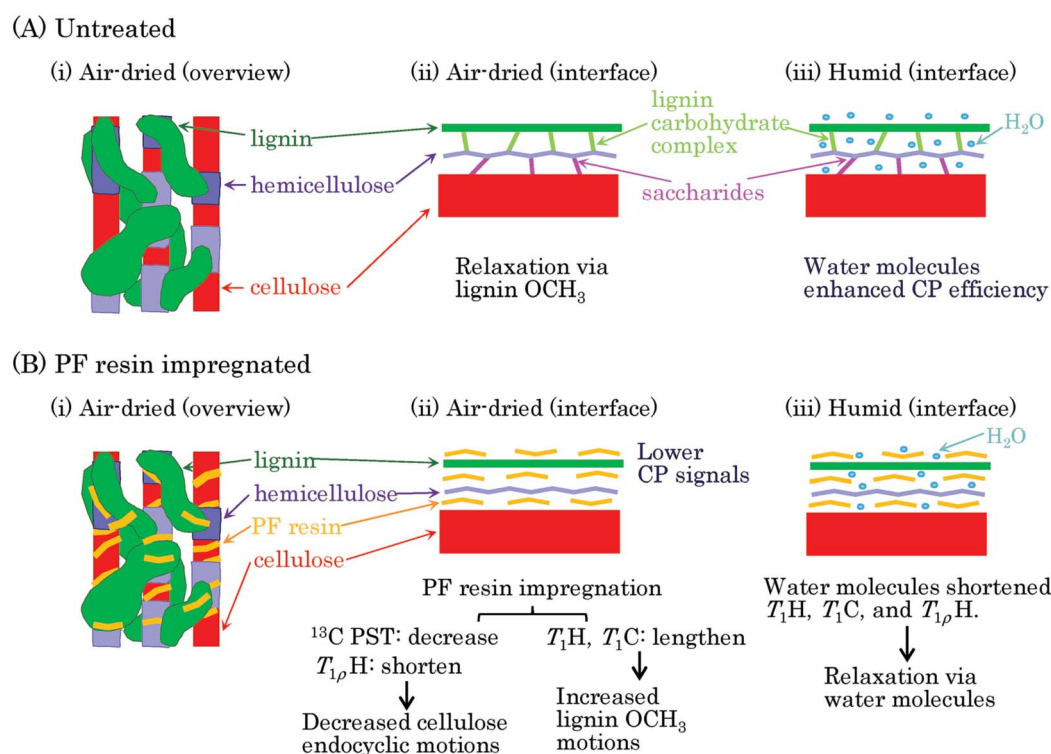 (A) Untreated
(i) Air-dried (overview)
(ii) Air-dried (interface)
(iii) Humid (interface)
lignin
lignin
carbohydrate
complex
H₂O
hemicellulose
saccharides
cellulose
Relaxation via
lignin OCH₃
Water molecules
enhanced CP efficiency
(B) PF resin impregnated
(i) Air-dried (overview)
(ii) Air-dried (interface)
(iii) Humid (interface)
lignin
hemicellulose
PF resin
cellulose
Lower
CP signals
H₂O
PF resin impregnation
¹³C PST: decrease
T₁ρH: shorten
Decreased cellulose
endocyclic motions
T₁H, T₁C: lengthen
Increased
lignin OCH₃
motions
Water molecules shortened
T₁H, T₁C, and T₁ρH.
Relaxation via
water molecules